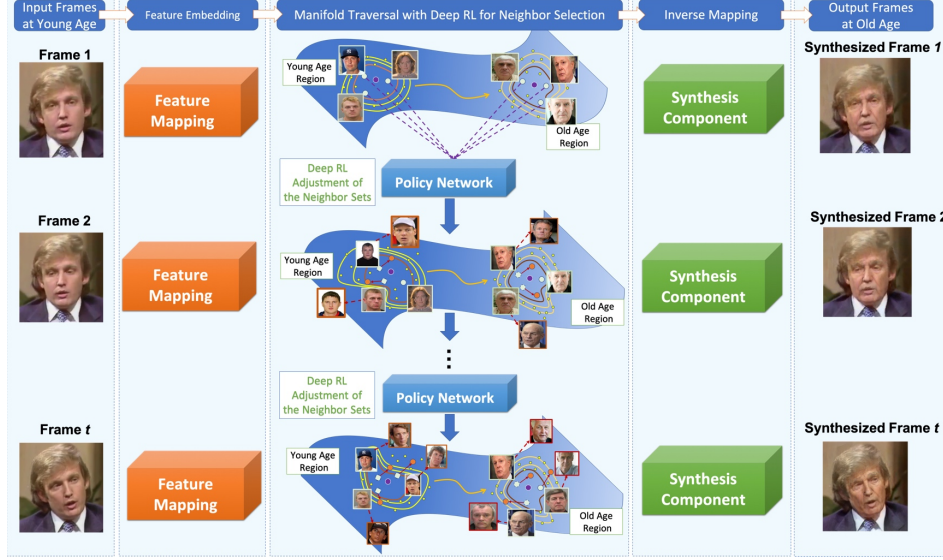 Input Frames
at Young Age
Feature Embedding
Manifold Traversal with Deep RL for Neighbor Selection
Inverse Mapping
Output Frames
at Old Age
Frame 1
Feature
Mapping
Young Age
Region
Old Age
Region
Synthesis
Component
Synthesized Frame 1
Deep RL
Adjustment of
the Neighbor Sets
Policy Network
Frame 2
Feature
Mapping
Young Age
Region
Old Age
Region
Synthesis
Component
Synthesized Frame 2
Deep RL
Adjustment of
the Neighbor Sets
Policy Network
Frame t
Feature
Mapping
Young Age
Region
Old Age
Region
Synthesis
Component
Synthesized Frame t